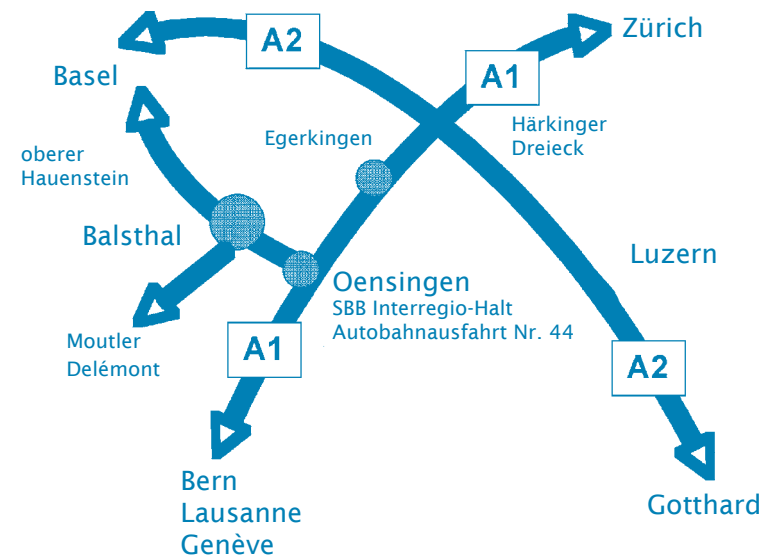 Zürich
A2
A1
Basel
Härkinger
Dreieck
Egerkingen
oberer
Hauenstein
Balsthal
Luzern
Oensingen
SBB Interregio-Halt
Autobahnausfahrt Nr. 44
Moutler
Delémont
A1
A2
Bern
Lausanne
Genève
Gotthard